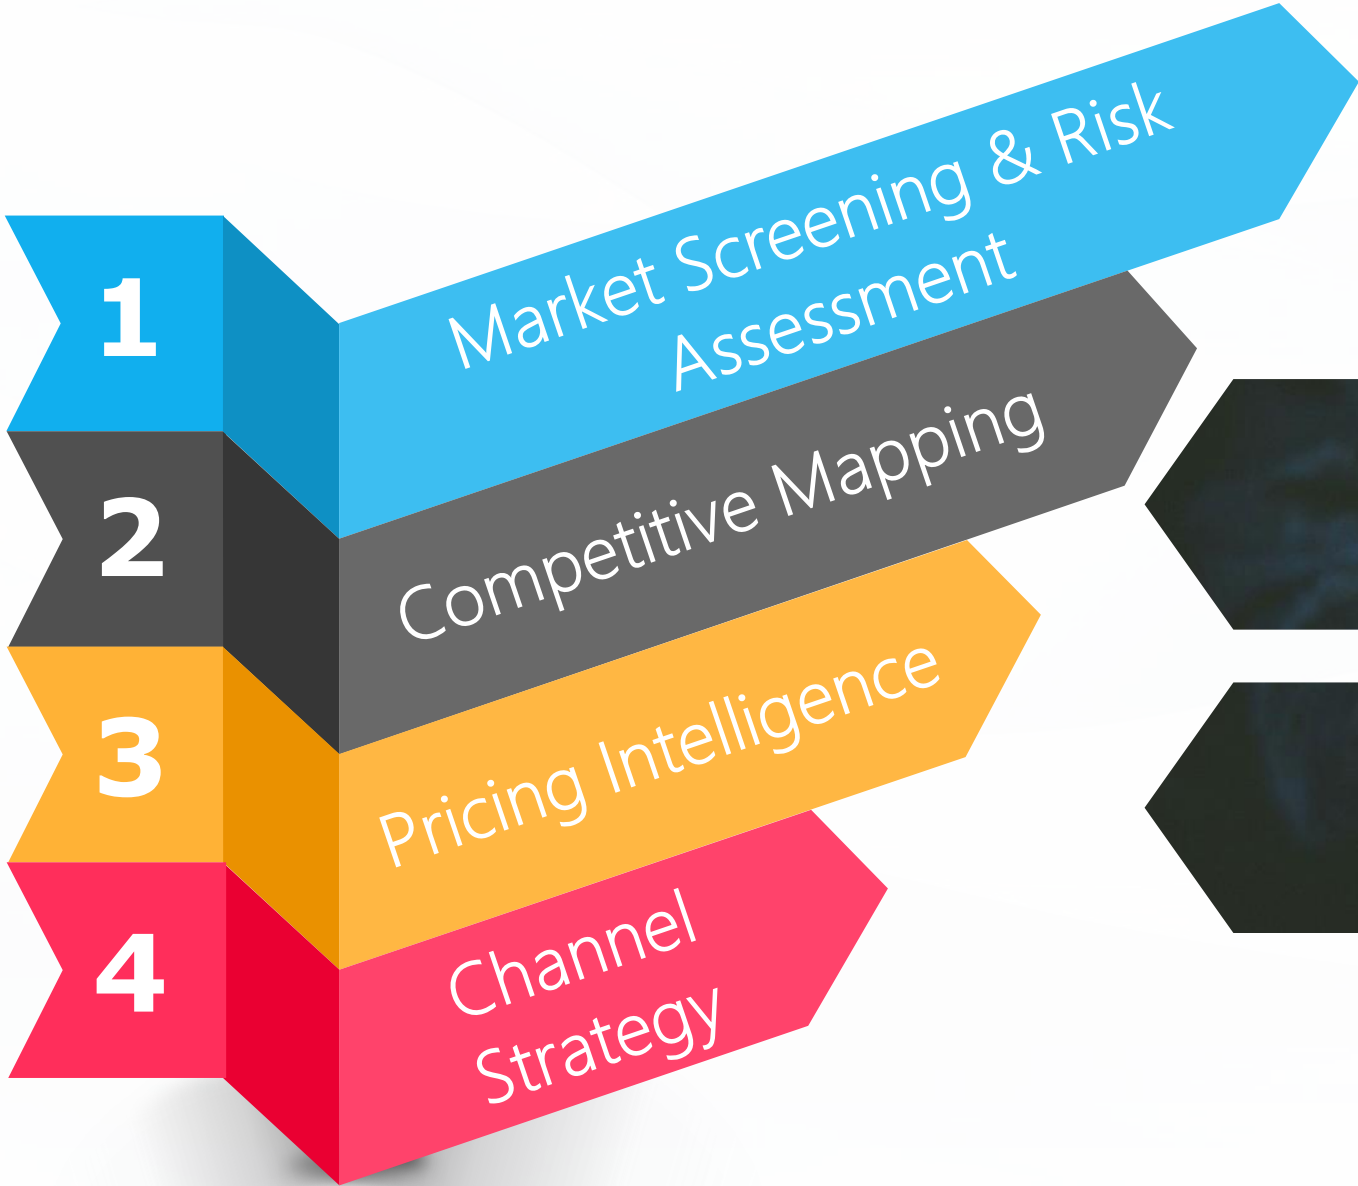 1
Market Screening & Risk
Assessment
2
Competitive Mapping
3
Pricing Intelligence
4
Channel
Strategy